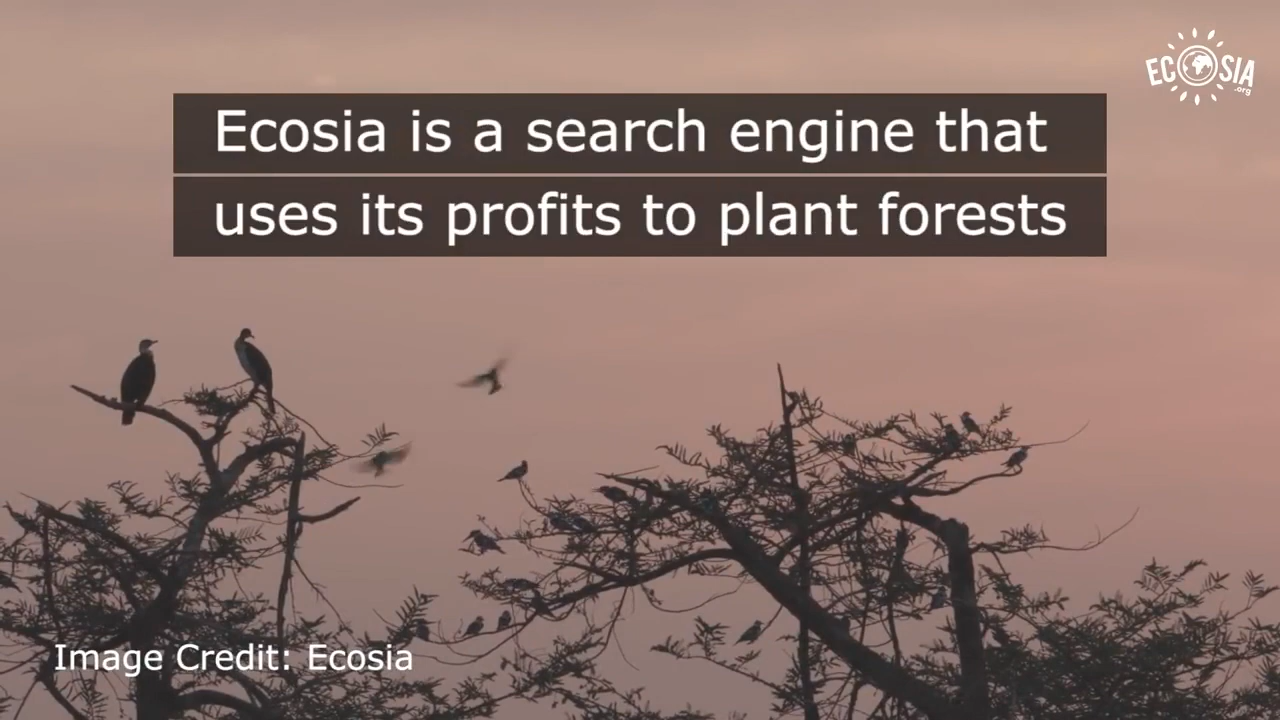 ECOSIA
.org
Ecosia is a search engine that
uses its profits to plant forests
Image Credit: Ecosia